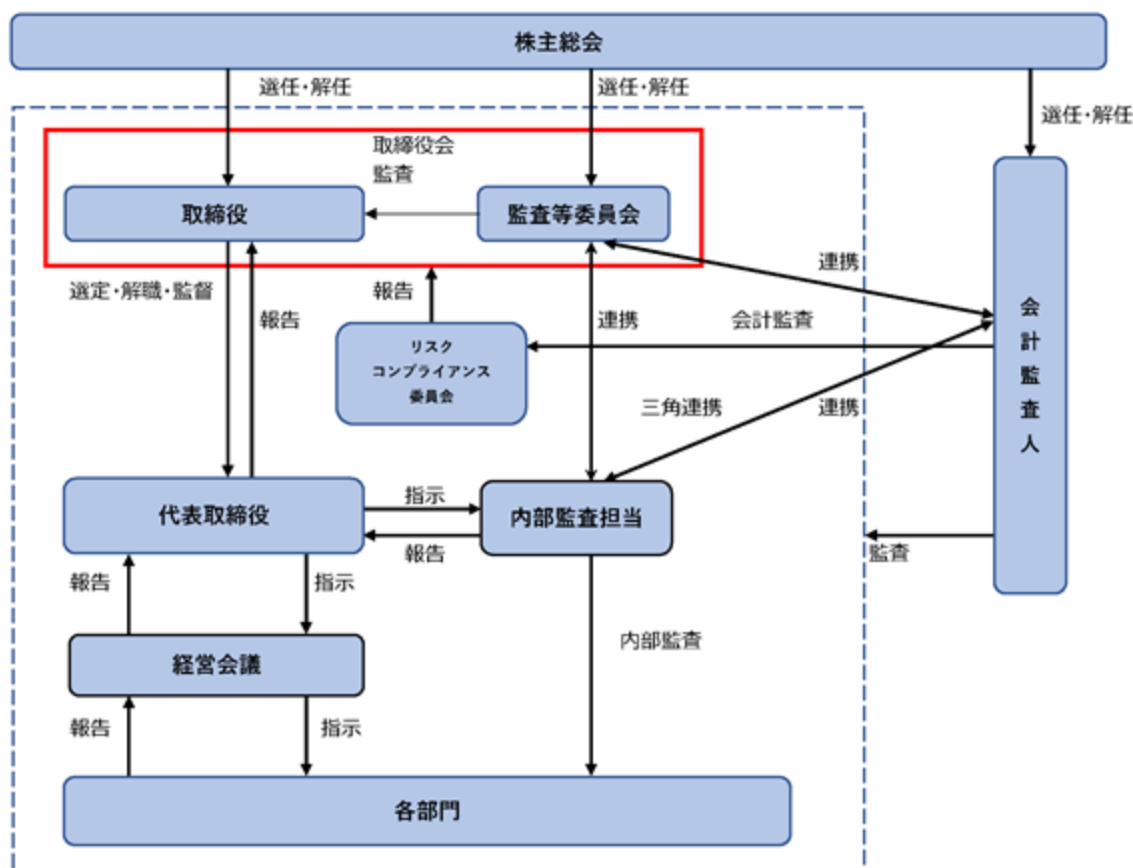 株主総会
選任・解任
選任・解任
選任・解任
取締役会
監査
取締役
監査等委員会
選定・解職・監督
報告
報告
連携
連携
会計監査
リスク
コンプライアンス
委員会
三角連携
連携
会計監査人
代表取締役
指示
報告
内部監査担当
監査
報告
指示
内部監査
経営会議
報告
指示
各部門